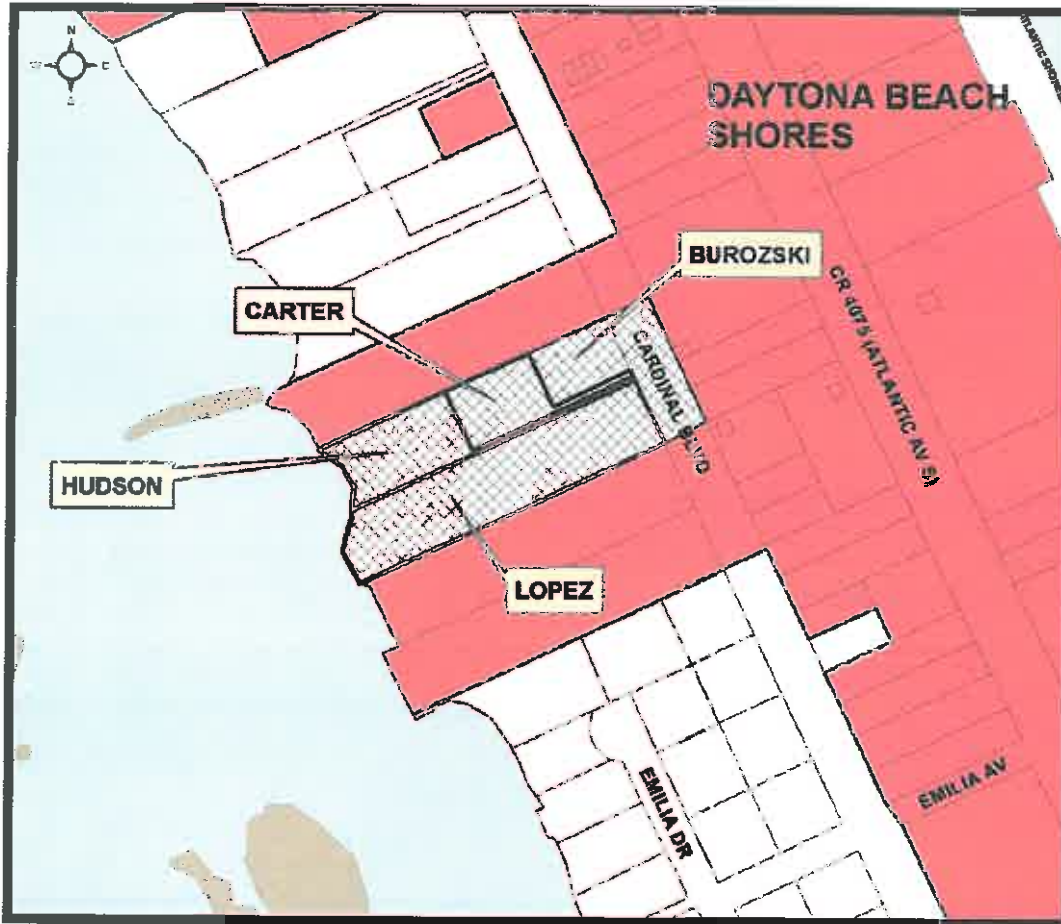 N
E
DAYTONA BEACH
SHORES
BUROZSKI
CARTER
CARDINAL BLVD
CR 4075 (ATLANTIC AV S)
HUDSON
LOPEZ
EMILIA DR
EMILIA AV